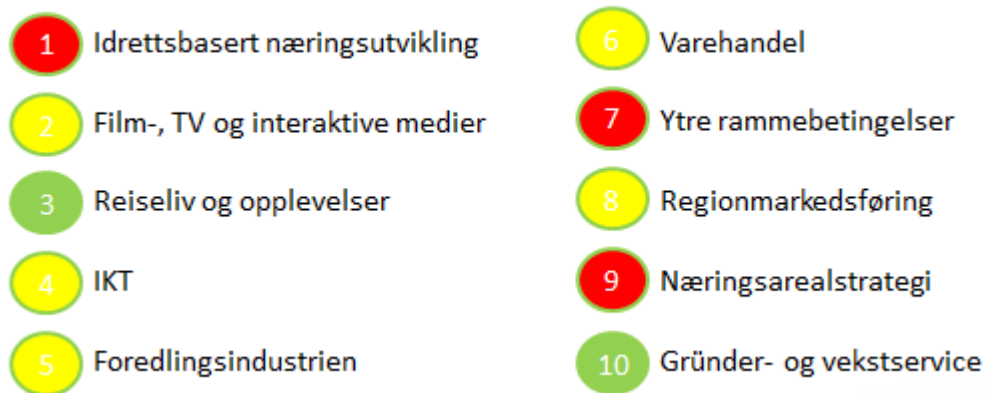 1 Idrettsbasert næringsutvikling
2 Film-, TV og interaktive medier
3 Reiseliv og opplevelser
4 IKT
5 Foredlingsindustrien
6 Varehandel
7 Ytre rammebetingelser
8 Regionmarkedsføring
9 Næringsarealstrategi
10 Gründer- og vekstservice